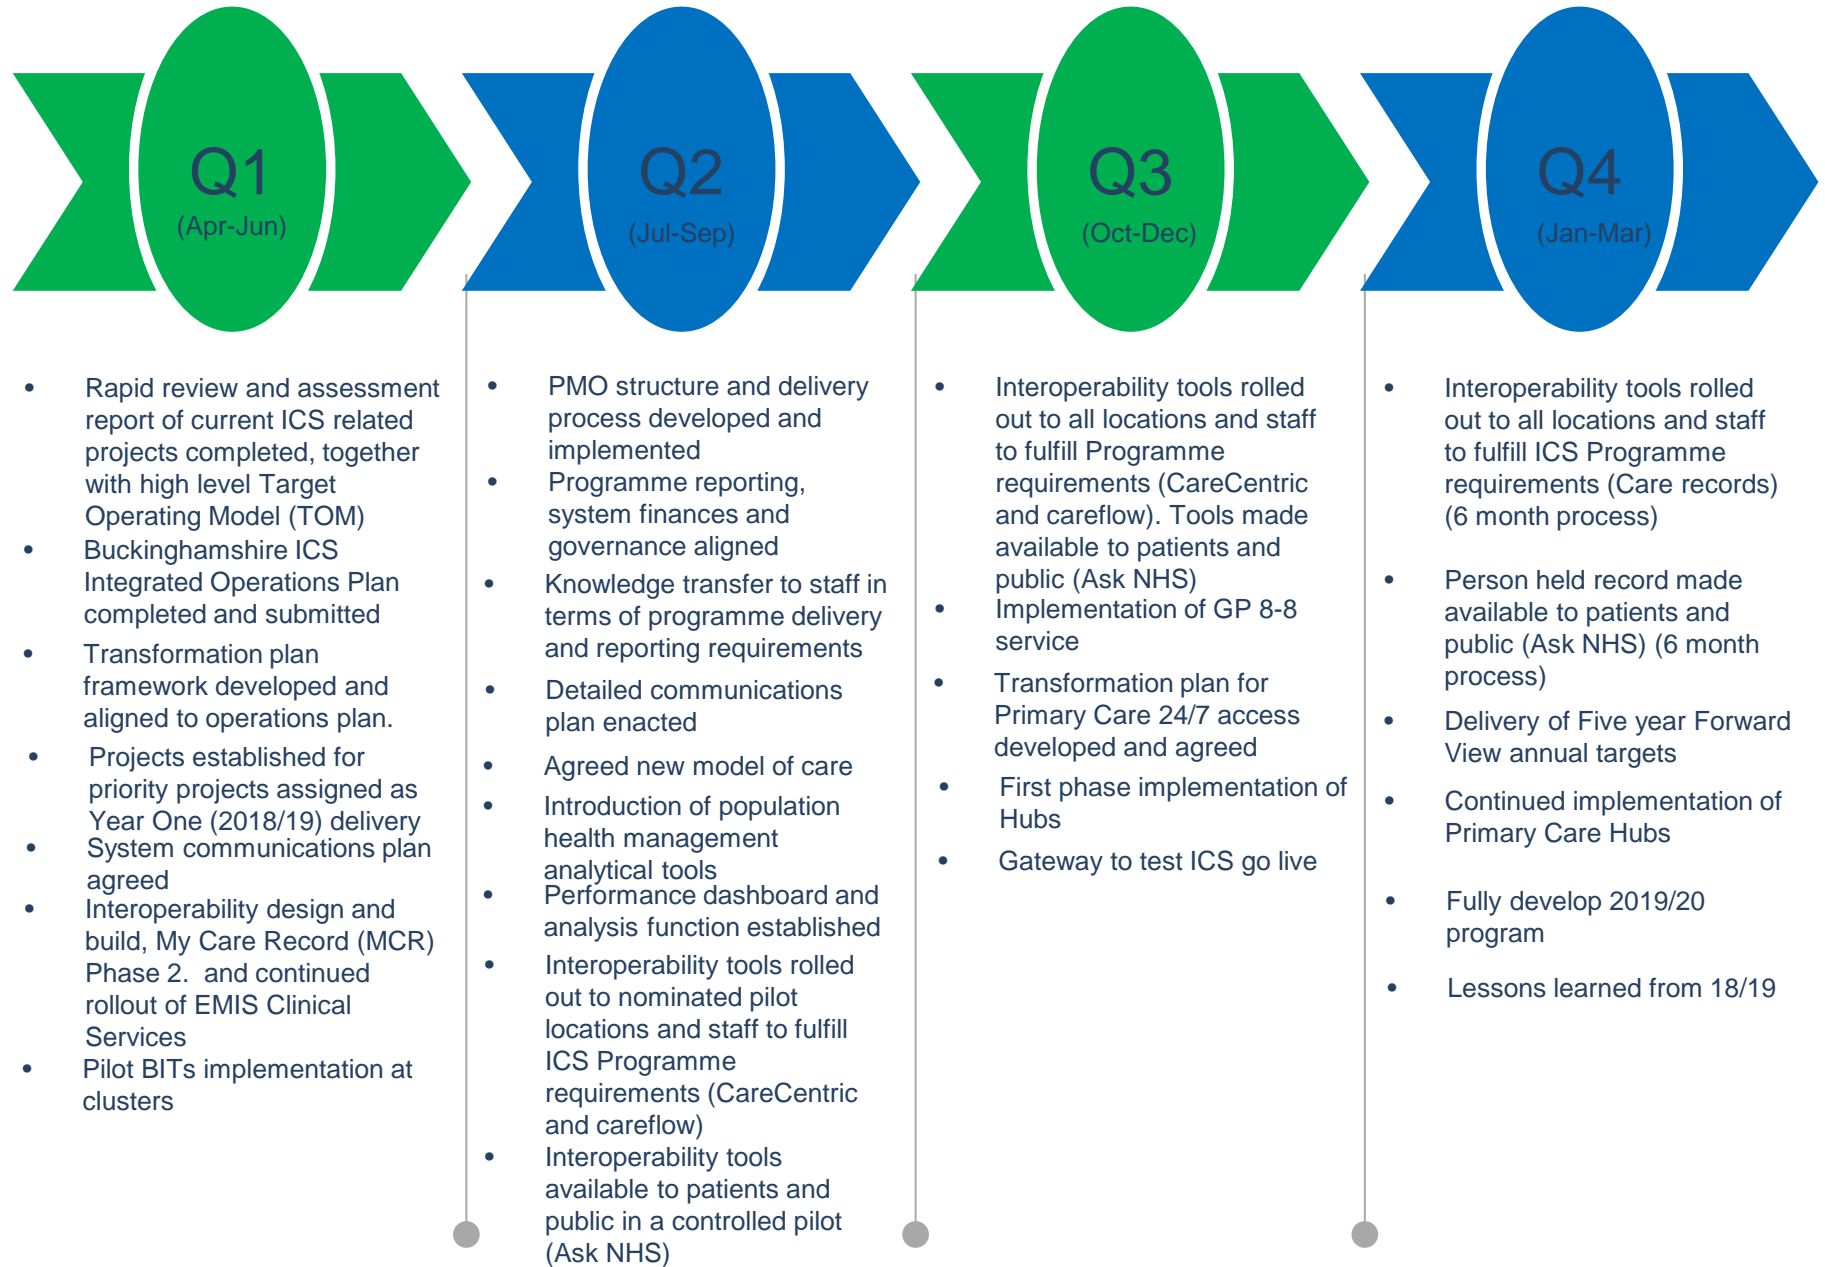 Q1
(Apr-Jun)
Q2
(Jul-Sep)
Q3
(Oct-Dec)
Q4
(Jan-Mar)
• Rapid review and assessment
report of current ICS related
projects completed, together
with high level Target
Operating Model (TOM)
• Buckinghamshire ICS
Integrated Operations Plan
completed and submitted
• Transformation plan
framework developed and
aligned to operations plan.
• Projects established for
priority projects assigned as
Year One (2018/19) delivery
• System communications plan
agreed
• Interoperability design and
build, My Care Record (MCR)
Phase 2. and continued
rollout of EMIS Clinical
Services
• Pilot BITs implementation at
clusters
• PMO structure and delivery
process developed and
implemented
• Programme reporting,
system finances and
governance aligned
• Knowledge transfer to staff in
terms of programme delivery
and reporting requirements
• Detailed communications
plan enacted
• Agreed new model of care
• Introduction of population
health management
analytical tools
• Performance dashboard and
analysis function established
• Interoperability tools rolled
out to nominated pilot
locations and staff to fulfill
ICS Programme
requirements (CareCentric
and careflow)
• Interoperability tools
available to patients and
public in a controlled pilot
(Ask NHS)
• Interoperability tools rolled
out to all locations and staff
to fulfill Programme
requirements (CareCentric
and careflow). Tools made
available to patients and
public (Ask NHS)
• Implementation of GP 8-8
service
• Transformation plan for
Primary Care 24/7 access
developed and agreed
• First phase implementation of
Hubs
• Gateway to test ICS go live
• Interoperability tools rolled
out to all locations and staff
to fulfill ICS Programme
requirements (Care records)
(6 month process)
• Person held record made
available to patients and
public (Ask NHS) (6 month
process)
• Delivery of Five year Forward
View annual targets
• Continued implementation of
Primary Care Hubs
• Fully develop 2019/20
program
• Lessons learned from 18/19